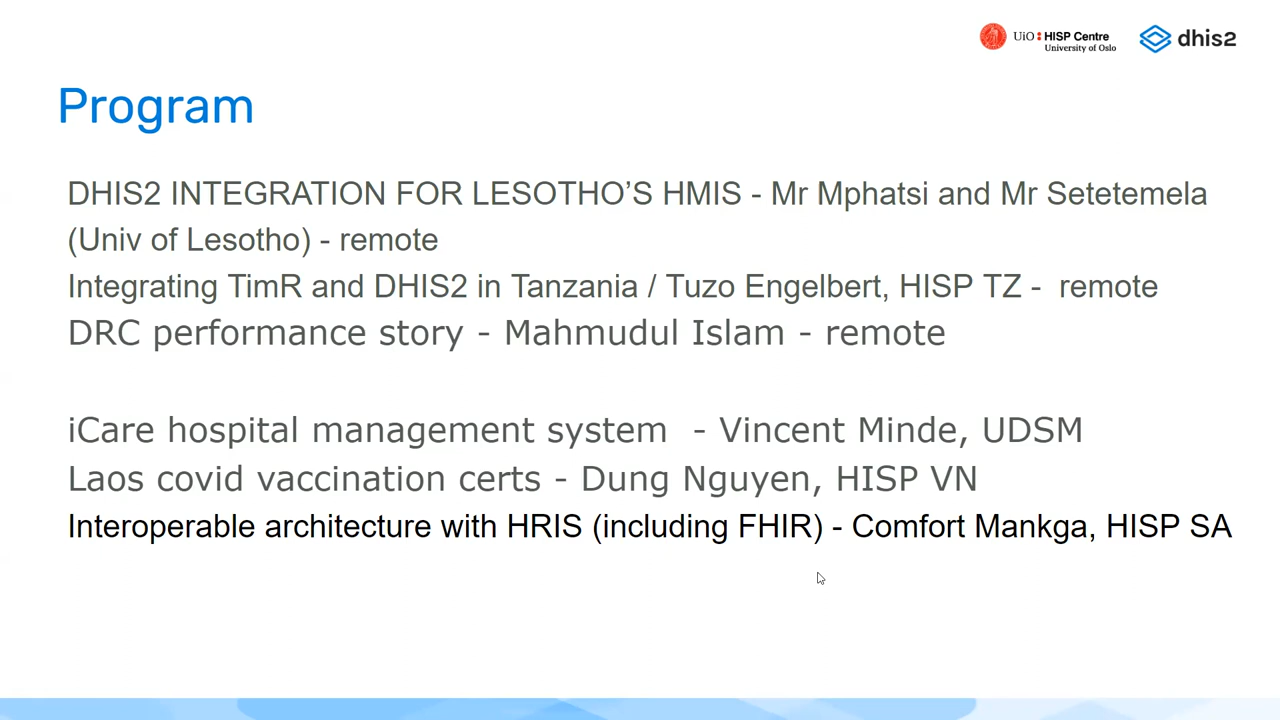 UiO: HISP Centre
University of Oslo
dhis2
Program
DHIS2 INTEGRATION FOR LESOTHO’S HMIS - Mr Mphatsi and Mr Setetemela
(Univ of Lesotho) - remote
Integrating TimR and DHIS2 in Tanzania / Tuzo Engelbert, HISP TZ - remote
DRC performance story - Mahmudul Islam - remote
iCare hospital management system - Vincent Minde, UDSM
Laos covid vaccination certs - Dung Nguyen, HISP VN
Interoperable architecture with HRIS (including FHIR) - Comfort Mankga, HISP SA